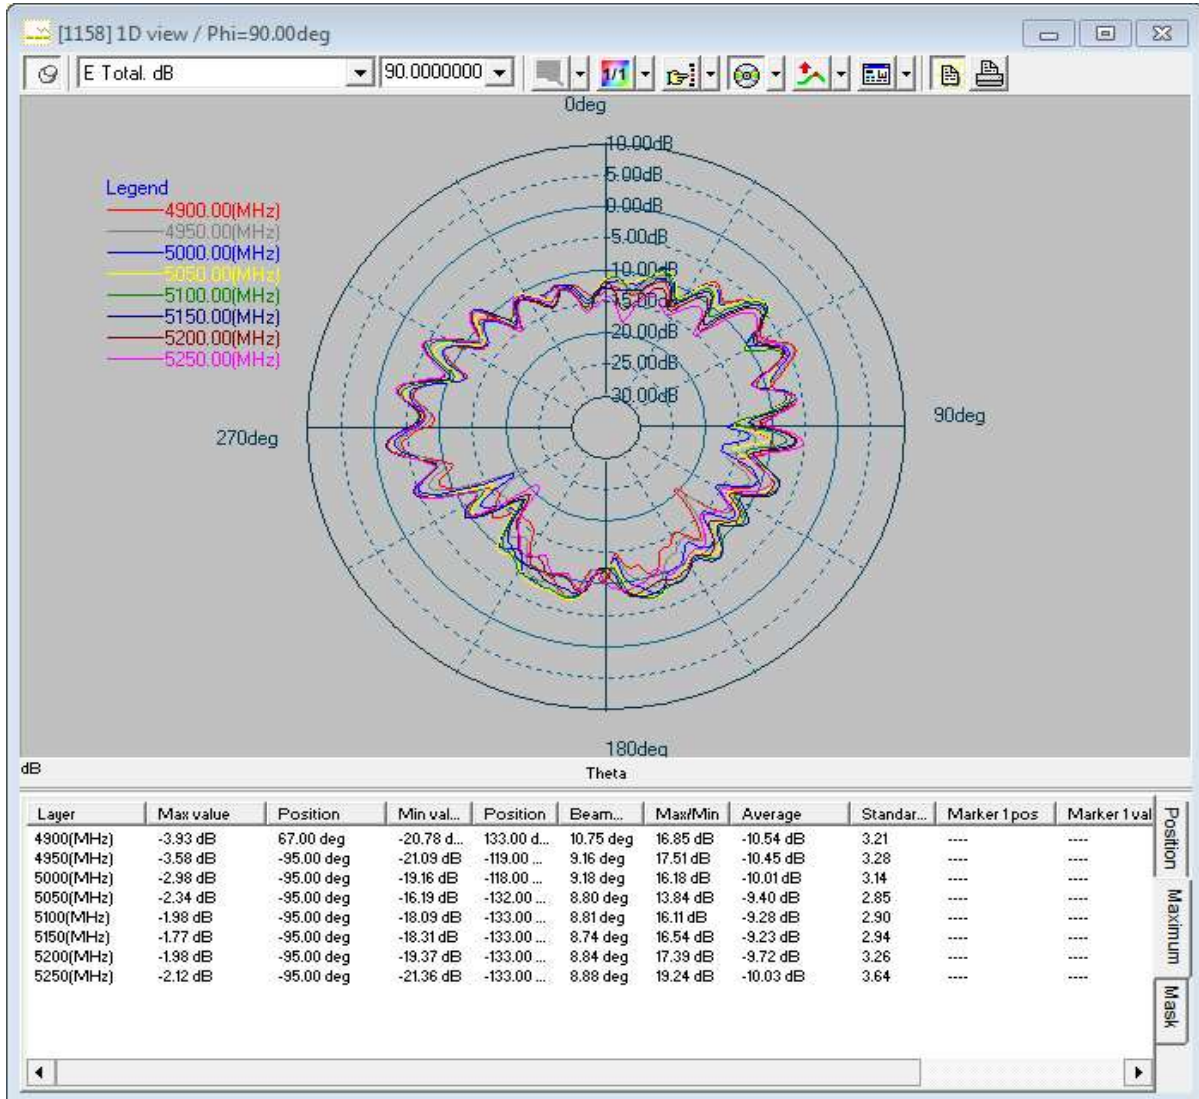 [1158] 1D view / Phi=90.00deg
E Total. dB 90.0000000 1/1
0deg
10.00dB
5.00dB
0.00dB
-5.00dB
-10.00dB
-15.00dB
-20.00dB
-25.00dB
-30.00dB
Legend
4900.00(MHz)
4950.00(MHz)
5000.00(MHz)
5050.00(MHz)
5100.00(MHz)
5150.00(MHz)
5200.00(MHz)
5250.00(MHz)
90deg
270deg
180deg
dB Theta
Layer Max value Position Min val... Position Beam... Max/Min Average Standar... Marker 1 pos Marker 1 val
4900(MHz) -3.93 dB 67.00 deg -20.78 d... 133.00 d... 10.75 deg 16.85 dB -10.54 dB 3.21 ---- ----
4950(MHz) -3.58 dB -95.00 deg -21.09 dB -119.00 ... 9.16 deg 17.51 dB -10.45 dB 3.28 ---- ----
5000(MHz) -2.98 dB -95.00 deg -19.16 dB -118.00 ... 9.18 deg 16.18 dB -10.01 dB 3.14 ---- ----
5050(MHz) -2.34 dB -95.00 deg -16.19 dB -132.00 ... 8.80 deg 13.84 dB -9.40 dB 2.85 ---- ----
5100(MHz) -1.98 dB -95.00 deg -18.09 dB -133.00 ... 8.81 deg 16.11 dB -9.28 dB 2.90 ---- ----
5150(MHz) -1.77 dB -95.00 deg -18.31 dB -133.00 ... 8.74 deg 16.54 dB -9.23 dB 2.94 ---- ----
5200(MHz) -1.98 dB -95.00 deg -19.37 dB -133.00 ... 8.84 deg 17.39 dB -9.72 dB 3.26 ---- ----
5250(MHz) -2.12 dB -95.00 deg -21.36 dB -133.00 ... 8.88 deg 19.24 dB -10.03 dB 3.64 ---- ----
Position
Maximum
Mask